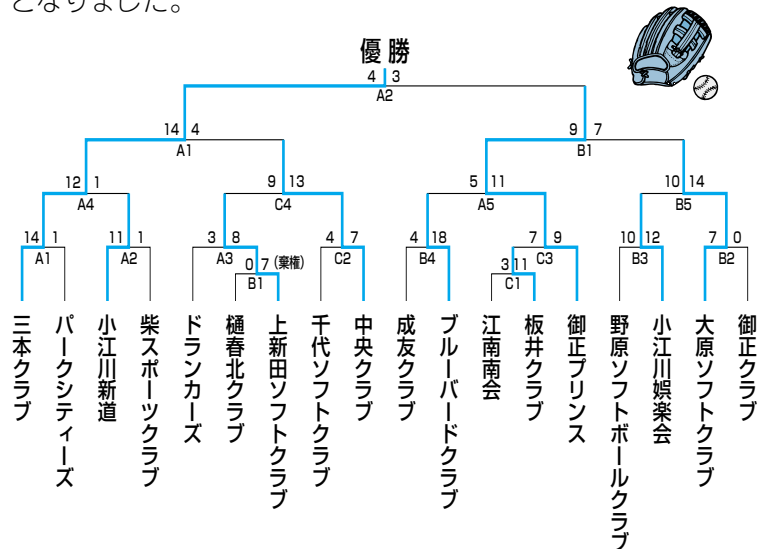 となりました。
優 勝
4 3
A2
14 4
A1
9 7
B1
12 1
A4
9 13
C4
5 11
A5
10 14
B5
14 1
A1
11 1
A2
3 8
A3
0 7 (棄権)
B1
4 7
C2
4 18
B4
3 11
C1
7 9
C3
10 12
B3
7 0
B2
三本クラブ
パークシティーズ
小江川新道
柴スポーツクラブ
ドランカーズ
樋春北クラブ
上新田ソフトクラブ
千代ソフトクラブ
中央クラブ
成友クラブ
ブルーバードクラブ
江南南会
板井クラブ
御正プリンス
野原ソフトボールクラブ
小江川娯楽会
大原ソフトクラブ
御正クラブ